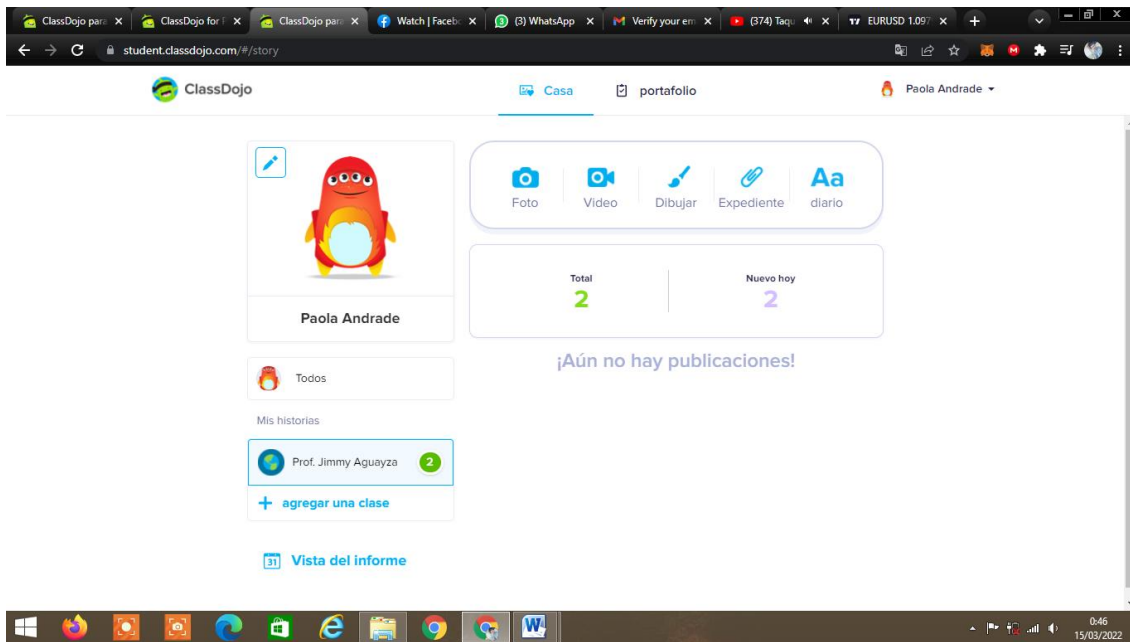 ClassDojo para
ClassDojo for F
ClassDojo para
Watch | Facebo
(3) WhatsApp
Verify your em
(374) Taqu
EURUSD 1.097
student.classdojo.com/#/story
ClassDojo
Casa
portafolio
Paola Andrade
Foto
Video
Dibujar
Expediente
Aa
diario
Total
2
Nuevo hoy
2
Paola Andrade
¡Aún no hay publicaciones!
Todos
Mis historias
Prof. Jimmy Aguayza
2
+ agregar una clase
31
Vista del informe
0:46
15/03/2022